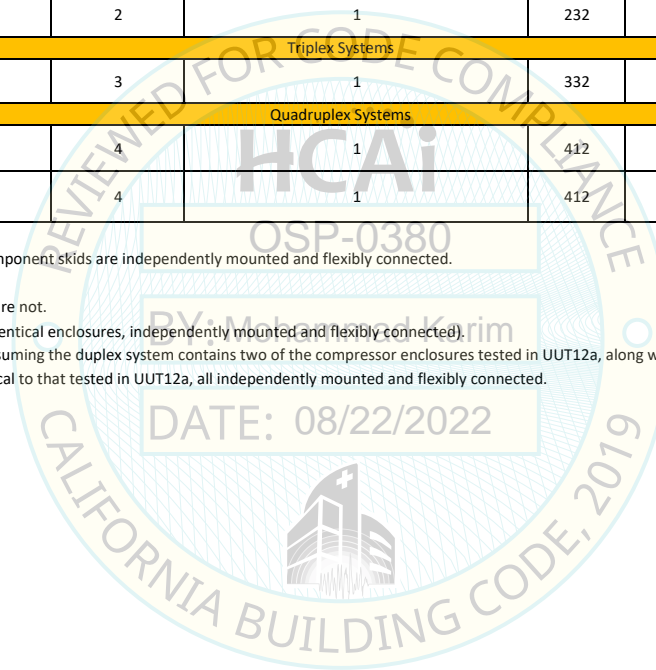 2 1 232
Triplex Systems
3 1 332
Quadruplex Systems
4 1 412
4 1 412
mponent skids are independently mounted and flexibly connected.
re not.
entical enclosures, independently mounted and flexibly connected).
suming the duplex system contains two of the compressor enclosures tested in UUT12a, along w
cal to that tested in UUT12a, all independently mounted and flexibly connected.
REVIEWED FOR CODE COMPLIANCE
HCAi
OSP-0380
BY: Mohammad Karim
DATE: 08/22/2022
CALIFORNIA BUILDING CODE, 2019